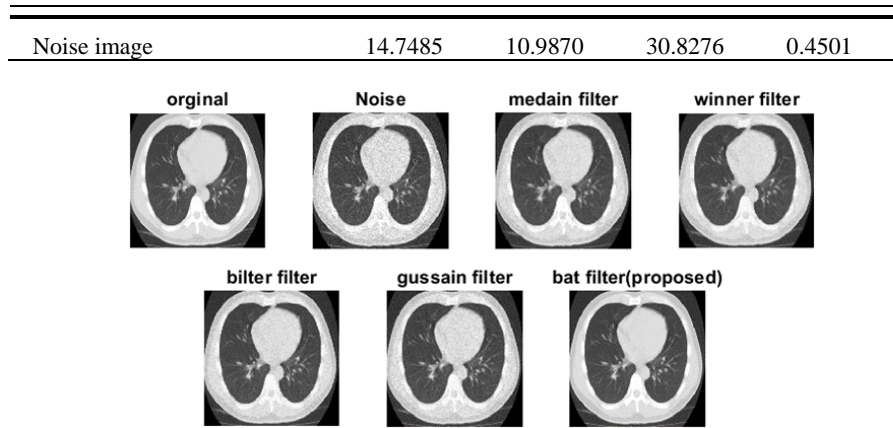 Noise image 14.7485 10.9870 30.8276 0.4501
orginal Noise medain filter winner filter
bilter filter gussain filter bat filter(proposed)